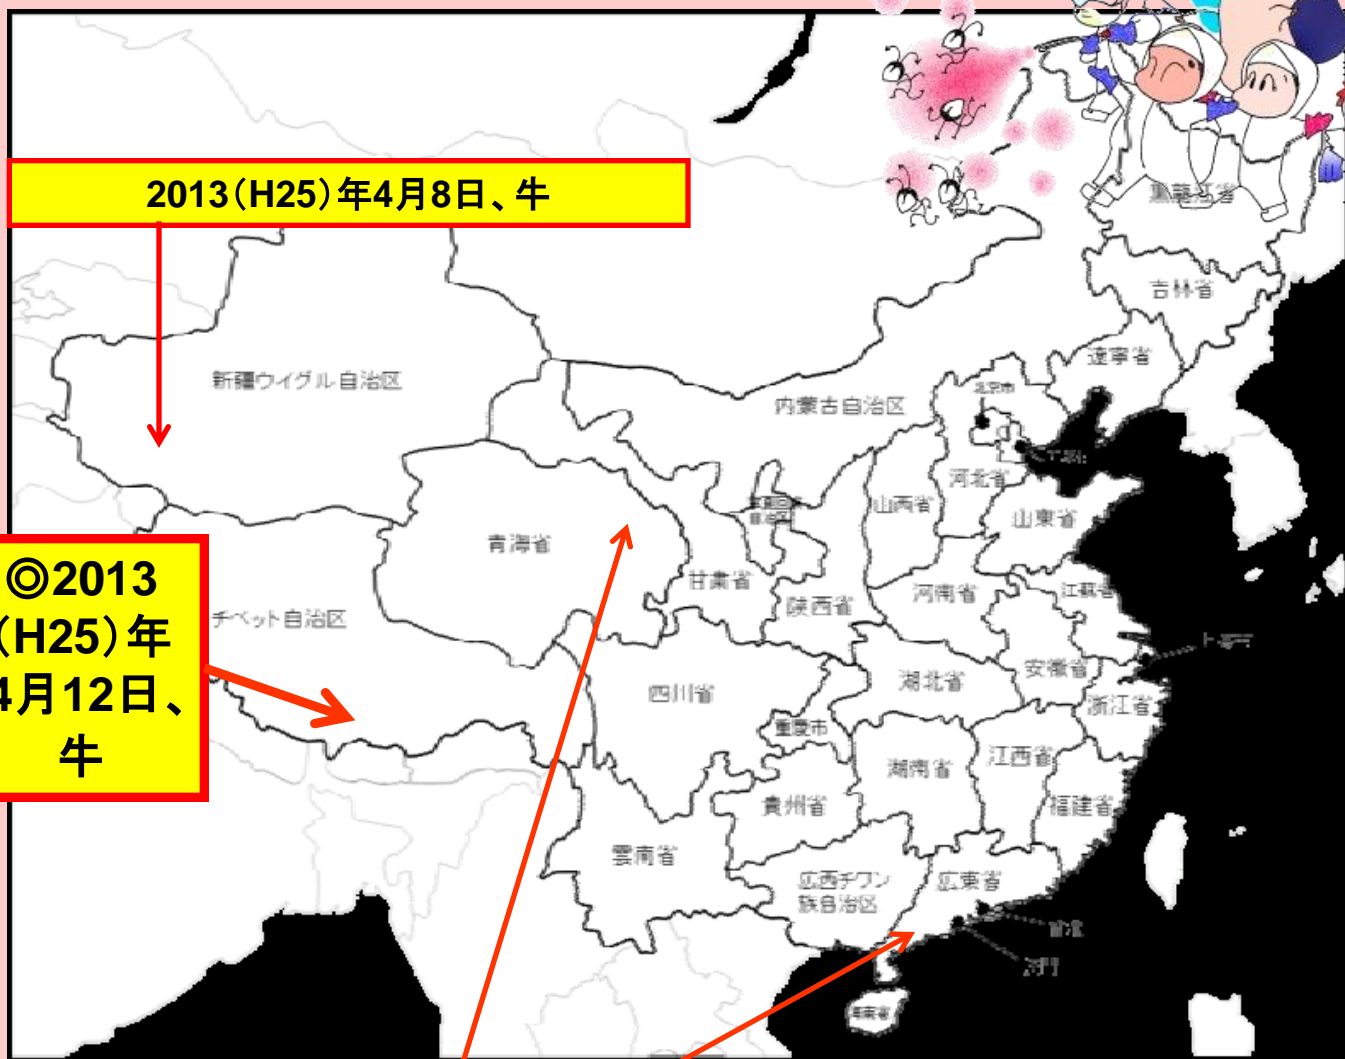 2013(H25)年4月8日、牛
黒龍江省
吉林省
遼寧省
新疆ウイグル自治区
北京市
内蒙古自治区
河北省
山西省
山東省
青海省
甘粛省
陝西省
河南省
江蘇省
◎2013
(H25)年
4月12日、
牛
チベット自治区
四川省
湖北省
安徽省
浙江省
重慶市
湖南省
江西省
貴州省
福建省
雲南省
広西チワン
族自治区
広東省
海南省